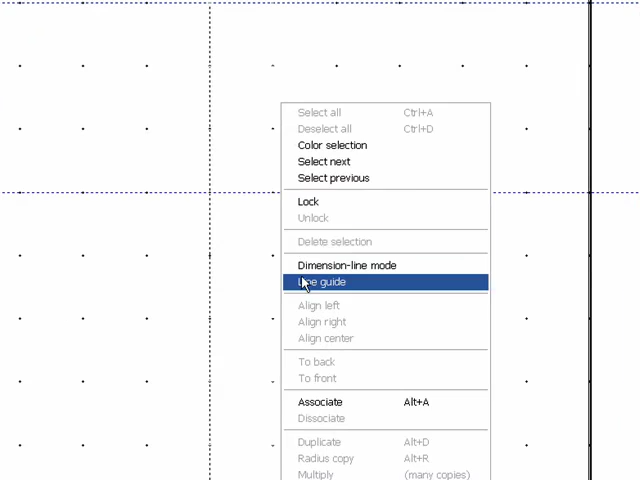 Select all Ctrl+A
Deselect all Ctrl+D
Color selection
Select next
Select previous
Lock
Unlock
Delete selection
Dimension-line mode
Line guide
Align left
Align right
Align center
To back
To front
Associate Alt+A
Dissociate
Duplicate Alt+D
Radius copy Alt+R
Multiply (many copies)